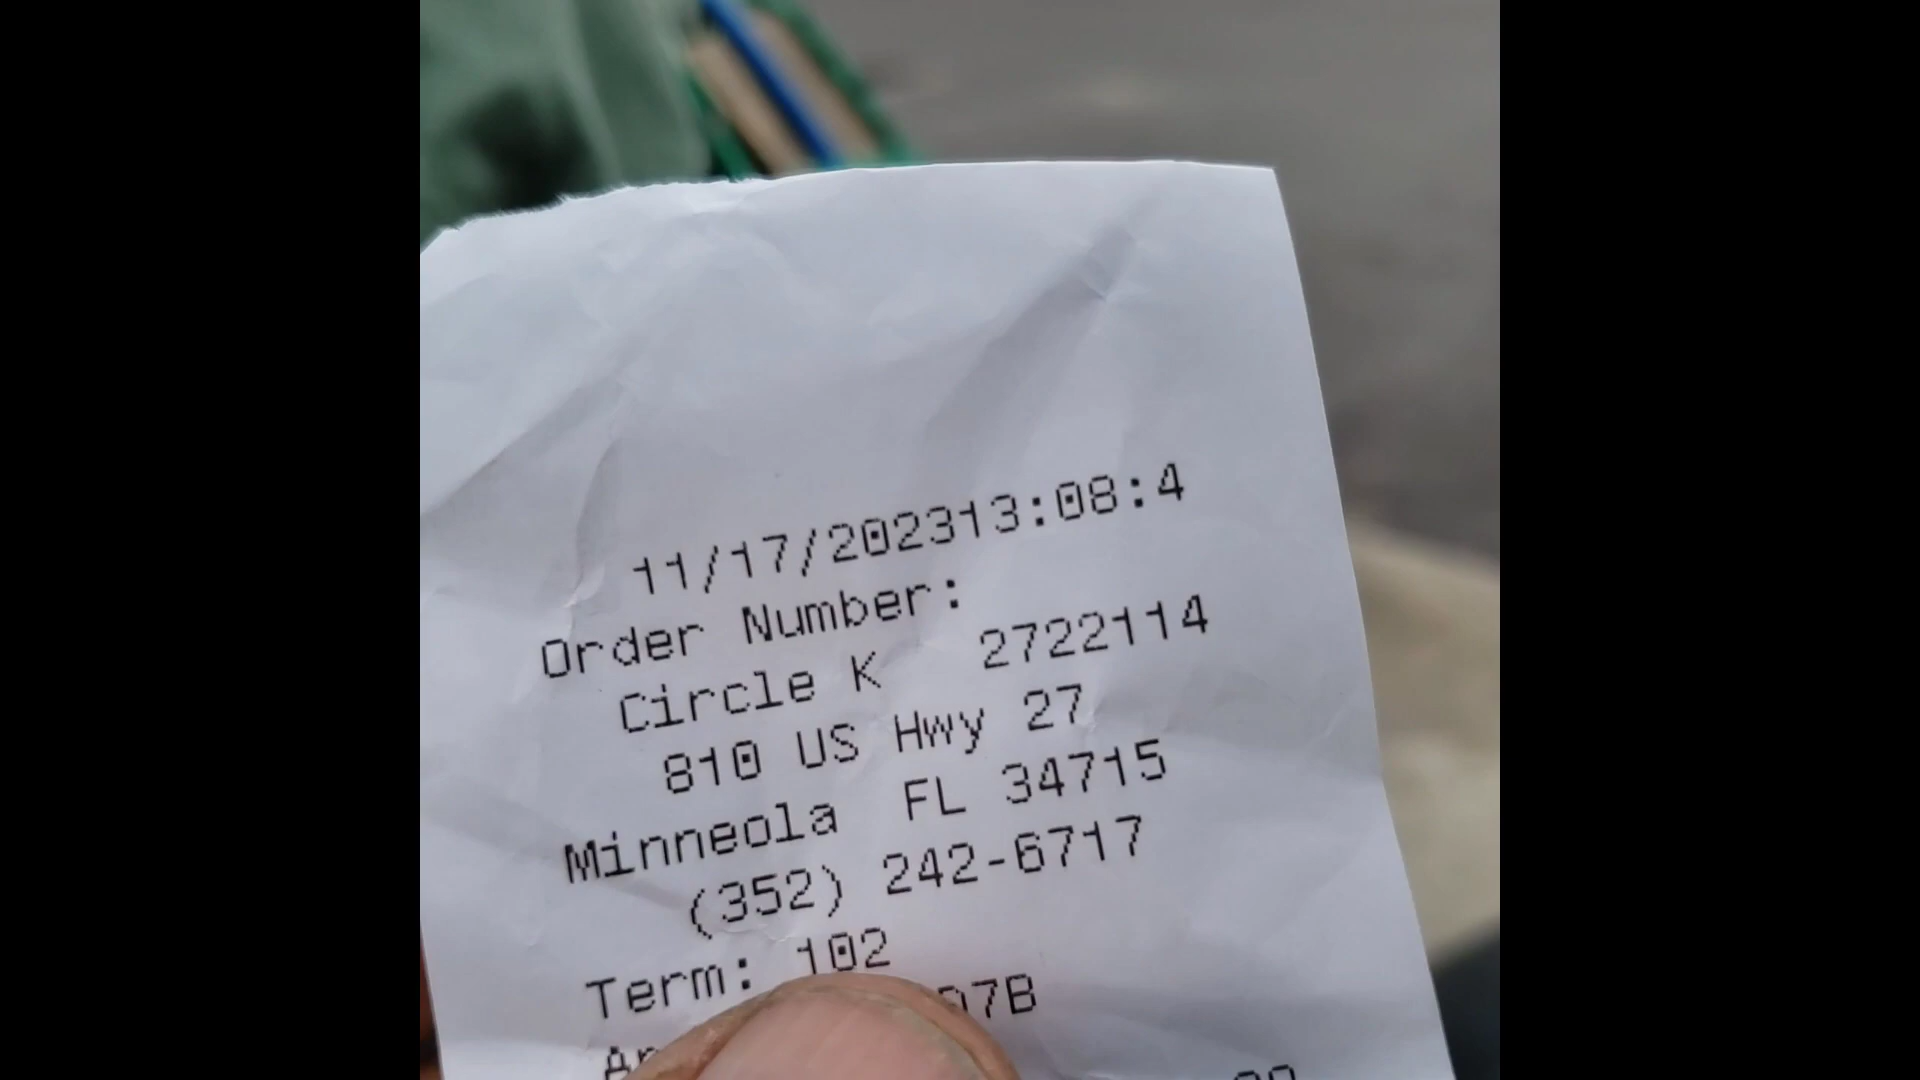 11/17/202313:08:4
Order Number:
Circle K 2722114
810 US Hwy 27
Minneola FL 34715
(352) 242-6717
Term: 102